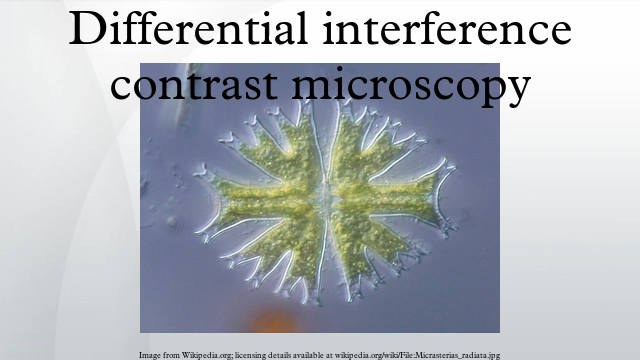 Differential interference
contrast microscopy
Image from Wikipedia.org; licensing details available at wikipedia.org/wiki/File:Micrasterias_radiata.jpg